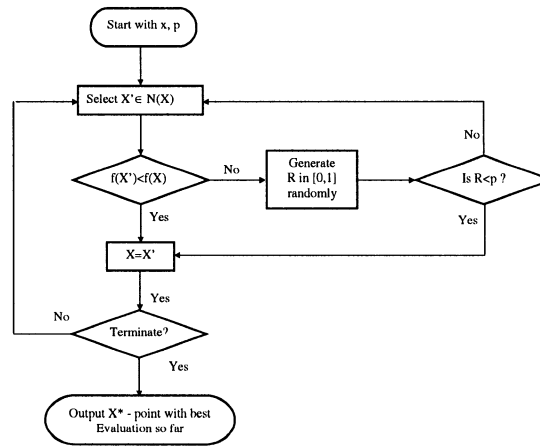 Start with x, p
Select X'∈ N(X)
No
f(X')<f(X)
No
Generate
R in [0,1]
randomly
Is R<p ?
Yes
Yes
X=X'
Yes
No
Terminate?
Yes
Output X* - point with best
Evaluation so far